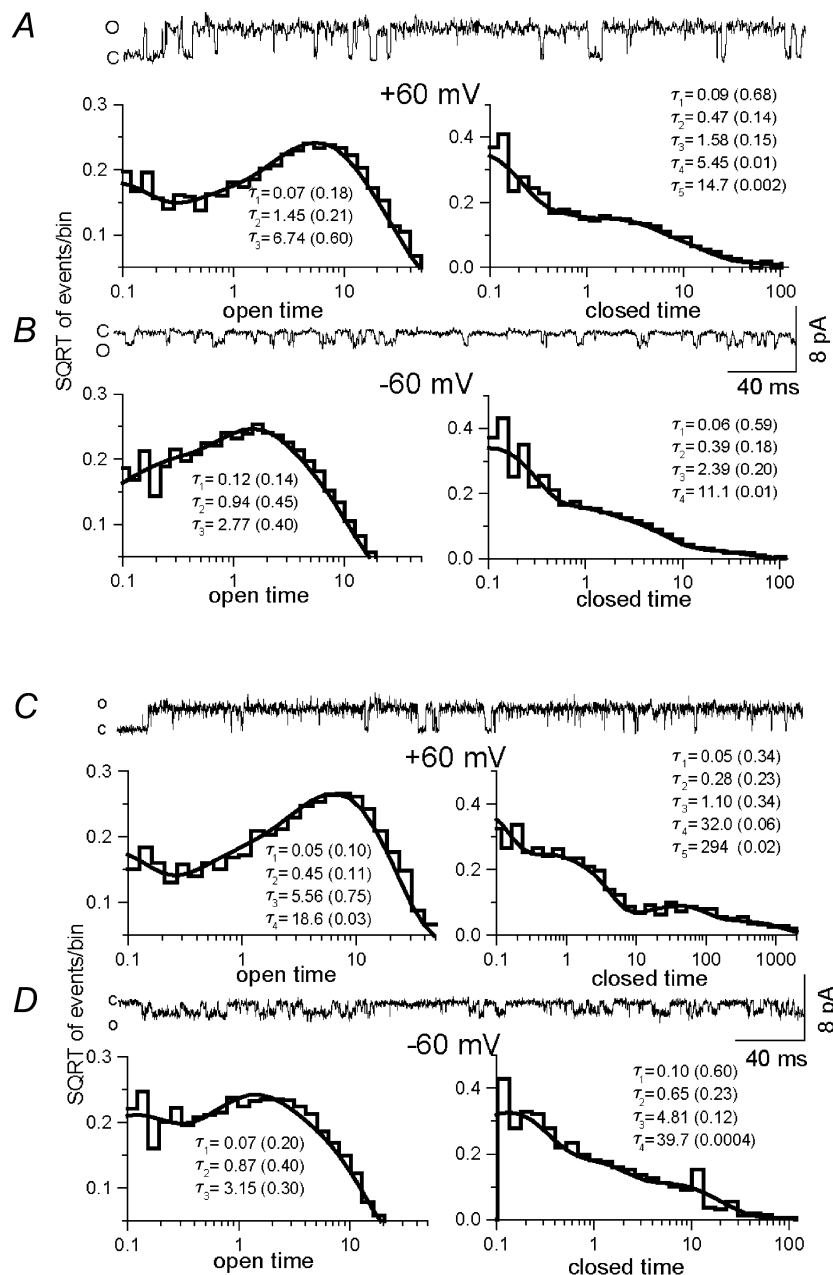 A
O
C
+60 mV
0.3
0.2
0.1
τ1= 0.07 (0.18)
τ2= 1.45 (0.21)
τ3= 6.74 (0.60)
0.1 1 10
open time
0.4
0.2
0.0
τ1= 0.09 (0.68)
τ2= 0.47 (0.14)
τ3= 1.58 (0.15)
τ4= 5.45 (0.01)
τ5= 14.7 (0.002)
0.1 1 10 100
closed time
SQRT of events/bin
B
C
O
-60 mV
8 pA
40 ms
0.3
0.2
0.1
τ1= 0.12 (0.14)
τ2= 0.94 (0.45)
τ3= 2.77 (0.40)
0.1 1 10
open time
0.4
0.2
0.0
τ1= 0.06 (0.59)
τ2= 0.39 (0.18)
τ3= 2.39 (0.20)
τ4= 11.1 (0.01)
0.1 1 10 100
closed time
C
o
c
+60 mV
0.3
0.2
0.1
τ1= 0.05 (0.10)
τ2= 0.45 (0.11)
τ3= 5.56 (0.75)
τ4= 18.6 (0.03)
0.1 1 10
open time
0.4
0.2
0.0
τ1= 0.05 (0.34)
τ2= 0.28 (0.23)
τ3= 1.10 (0.34)
τ4= 32.0 (0.06)
τ5= 294 (0.02)
0.1 1 10 100 1000
closed time
SQRT of events/bin
D
c
o
-60 mV
8 pA
40 ms
0.3
0.2
0.1
τ1= 0.07 (0.20)
τ2= 0.87 (0.40)
τ3= 3.15 (0.30)
0.1 1 10
open time
0.4
0.2
0.0
τ1= 0.10 (0.60)
τ2= 0.65 (0.23)
τ3= 4.81 (0.12)
τ4= 39.7 (0.0004)
0.1 1 10 100
closed time